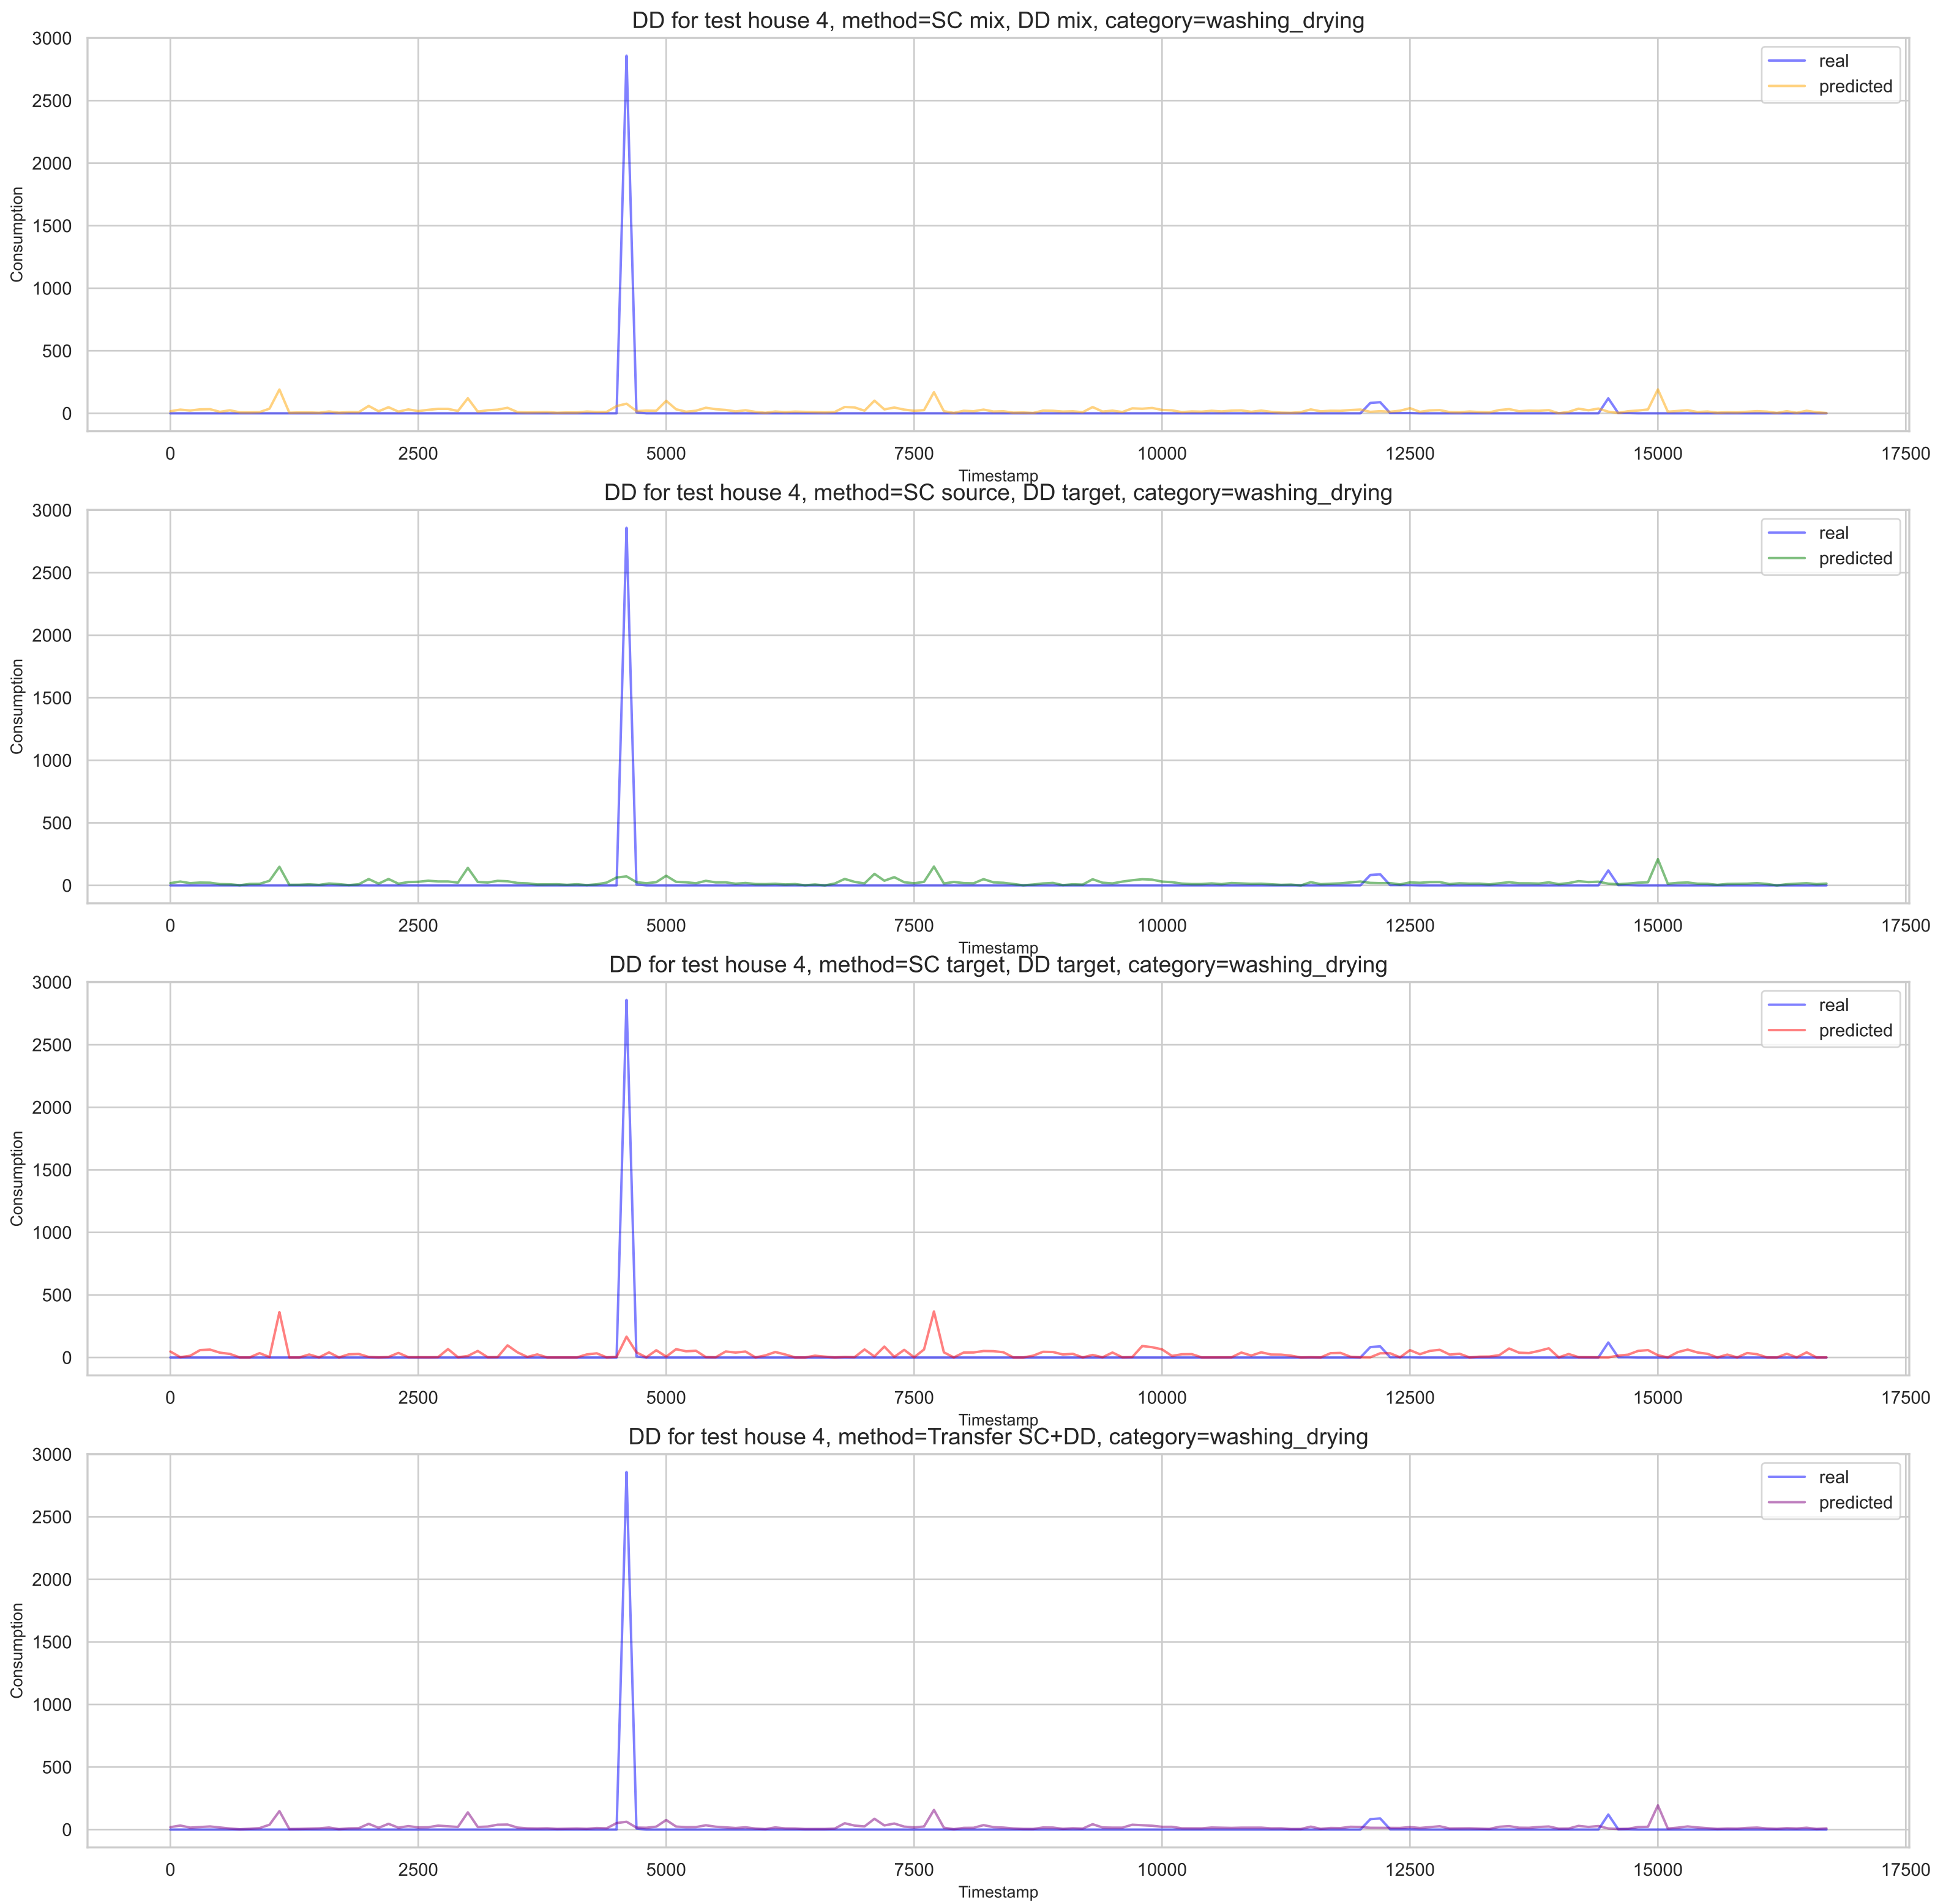 DD for test house 4, method=SC mix, DD mix, category=washing_drying
3000
2500
2000
1500
1000
500
0
Consumption
real
predicted
0 2500 5000 7500 10000 12500 15000 17500
Timestamp
DD for test house 4, method=SC source, DD target, category=washing_drying
3000
2500
2000
1500
1000
500
0
Consumption
real
predicted
0 2500 5000 7500 10000 12500 15000 17500
Timestamp
DD for test house 4, method=SC target, DD target, category=washing_drying
3000
2500
2000
1500
1000
500
0
Consumption
real
predicted
0 2500 5000 7500 10000 12500 15000 17500
Timestamp
DD for test house 4, method=Transfer SC+DD, category=washing_drying
3000
2500
2000
1500
1000
500
0
Consumption
real
predicted
0 2500 5000 7500 10000 12500 15000 17500
Timestamp